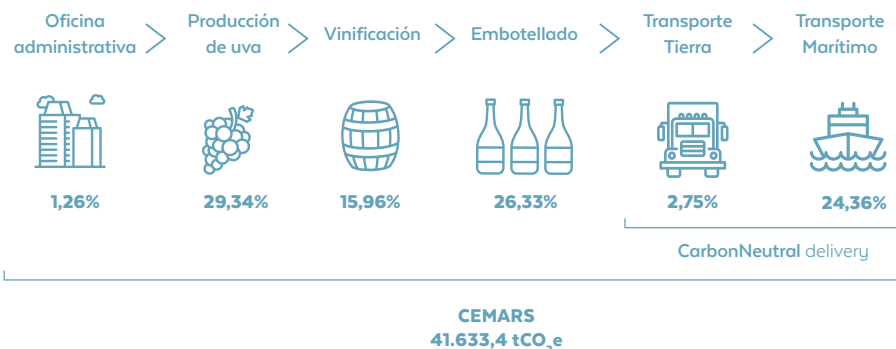 Oficina
administrativa
Producción
de uva
Vinificación
Embotellado
Transporte
Tierra
Transporte
Marítimo
1,26%
29,34%
15,96%
26,33%
2,75%
24,36%
CarbonNeutral delivery
CEMARS
41.633,4 tCO₂e